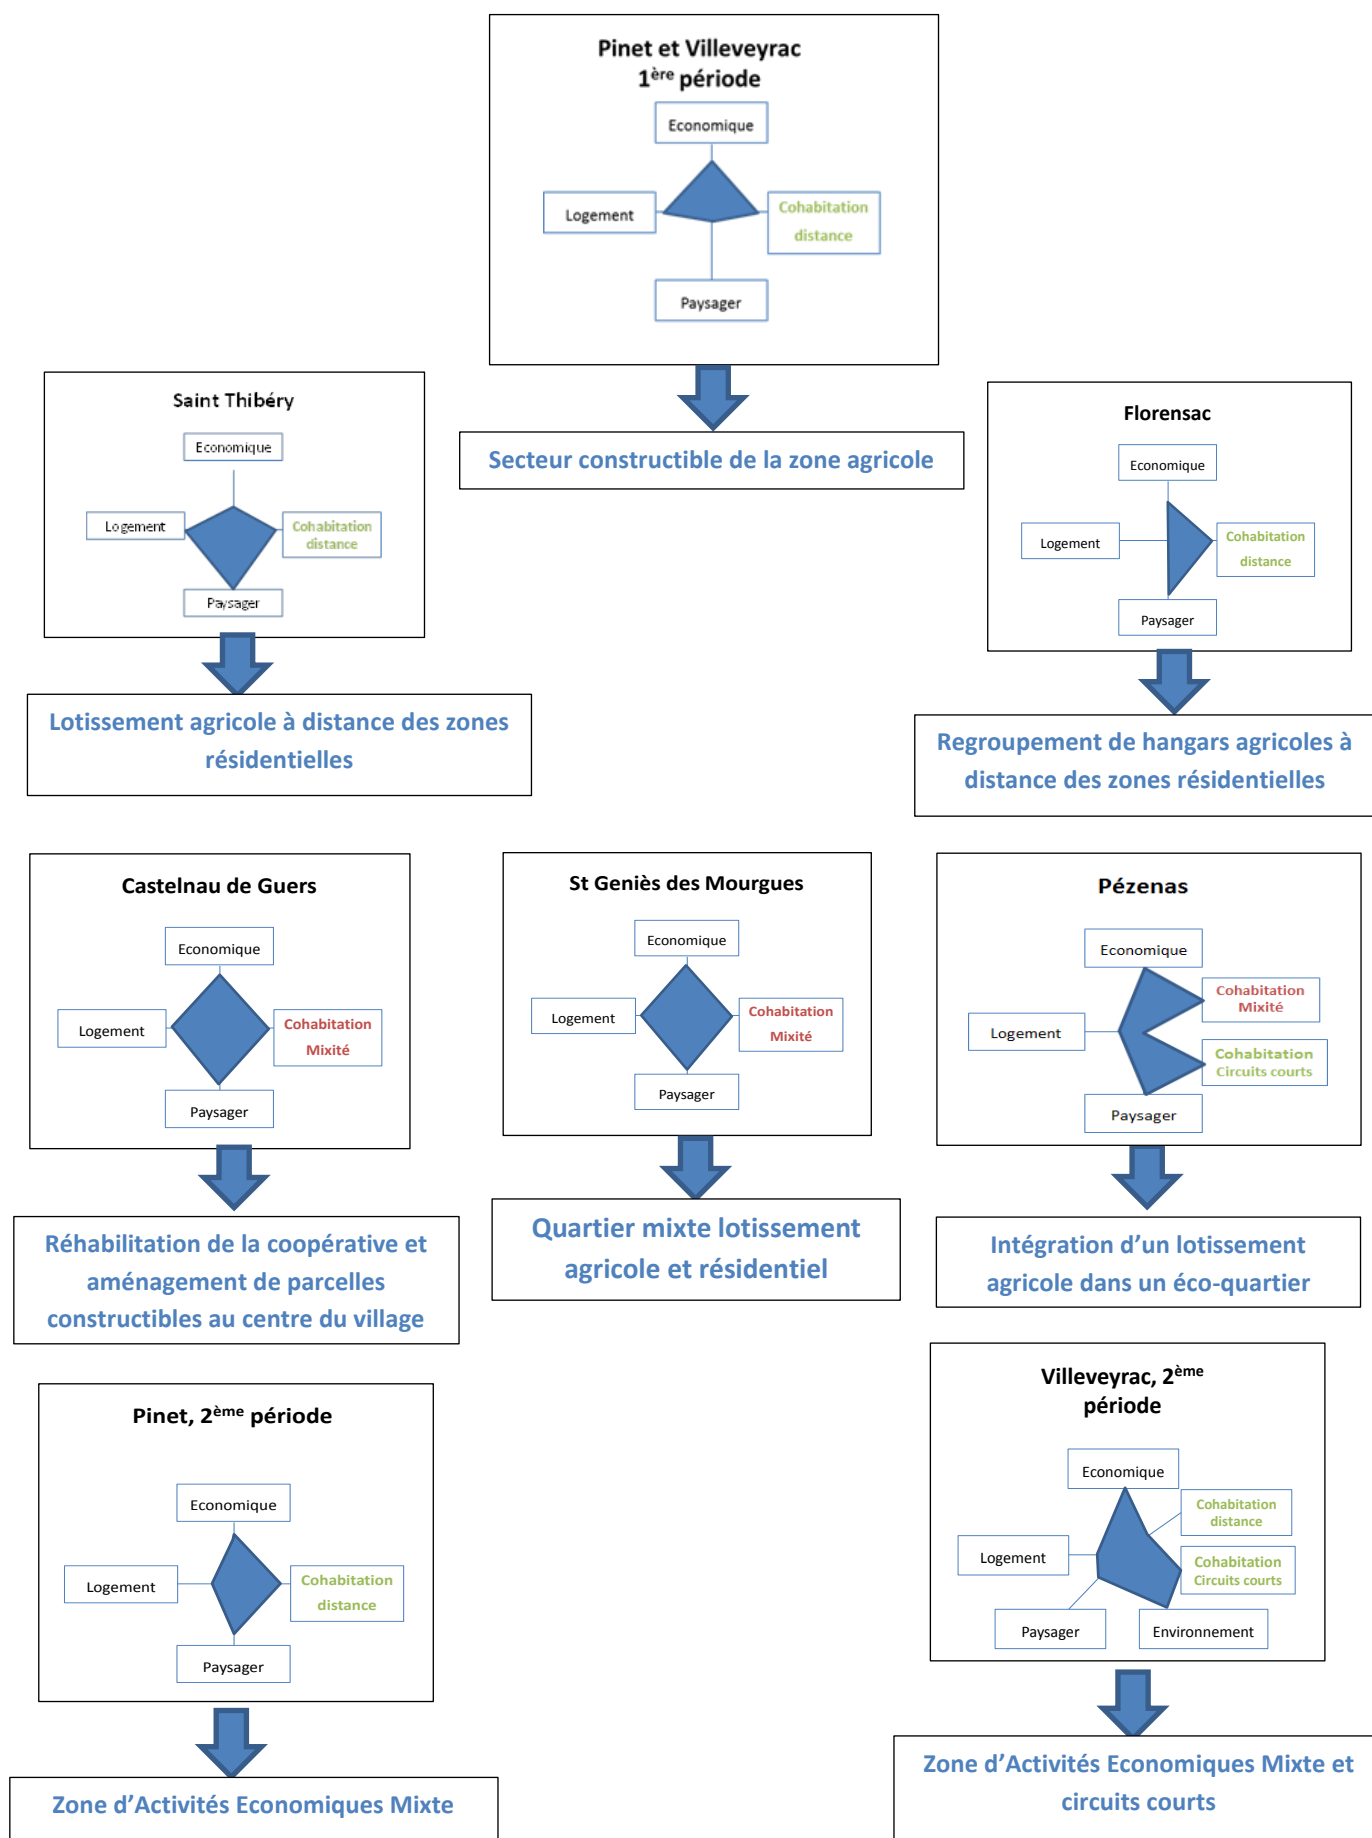 Pinet et Villeveyrac
1ère période
Economique
Logement
Cohabitation
distance
Paysager
Secteur constructible de la zone agricole
Saint Thibéry
Economique
Logement
Cohabitation
distance
Paysager
Lotissement agricole à distance des zones
résidentielles
Florensac
Economique
Logement
Cohabitation
distance
Paysager
Regroupement de hangars agricoles à
distance des zones résidentielles
Castelnau de Guers
Economique
Logement
Cohabitation
Mixité
Paysager
Réhabilitation de la coopérative et
aménagement de parcelles
constructibles au centre du village
St Geniès des Mourgues
Economique
Logement
Cohabitation
Mixité
Paysager
Quartier mixte lotissement
agricole et résidentiel
Pézenas
Economique
Cohabitation
Mixité
Logement
Cohabitation
Circuits courts
Paysager
Intégration d’un lotissement
agricole dans un éco-quartier
Pinet, 2ème période
Economique
Logement
Cohabitation
distance
Paysager
Zone d’Activités Economiques Mixte
Villeveyrac, 2ème
période
Economique
Cohabitation
distance
Logement
Cohabitation
Circuits courts
Paysager
Environnement
Zone d’Activités Economiques Mixte et
circuits courts